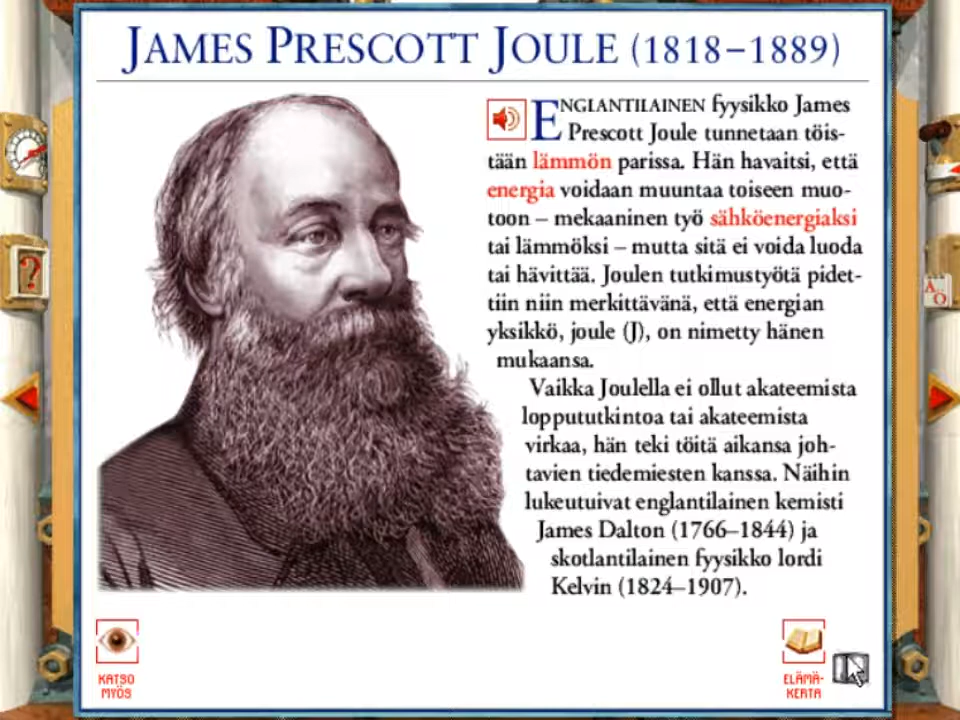 JAMES PRESCOTT JOULE (1818–1889)
ENGLANTILAINEN fyysikko James
Prescott Joule tunnetaan töis-
tään lämmön parissa. Hän havaitsi, että
energia voidaan muuntaa toiseen muo-
toon – mekaaninen työ sähköenergiaksi
tai lämmöksi – mutta sitä ei voida luoda
tai hävittää. Joulen tutkimustyötä pidet-
tiin niin merkittävänä, että energian
yksikkö, joule (J), on nimetty hänen
mukaansa.
Vaikka Joulella ei ollut akateemista
loppututkintoa tai akateemista
virkaa, hän teki töitä aikansa joh-
tavien tiedemiesten kanssa. Näihin
lukeutuivat englantilainen kemisti
James Dalton (1766–1844) ja
skotlantilainen fyysikko lordi
Kelvin (1824–1907).
KATSO
MYÖS
ELÄMÄ-
KERTA
?
A..
Ö